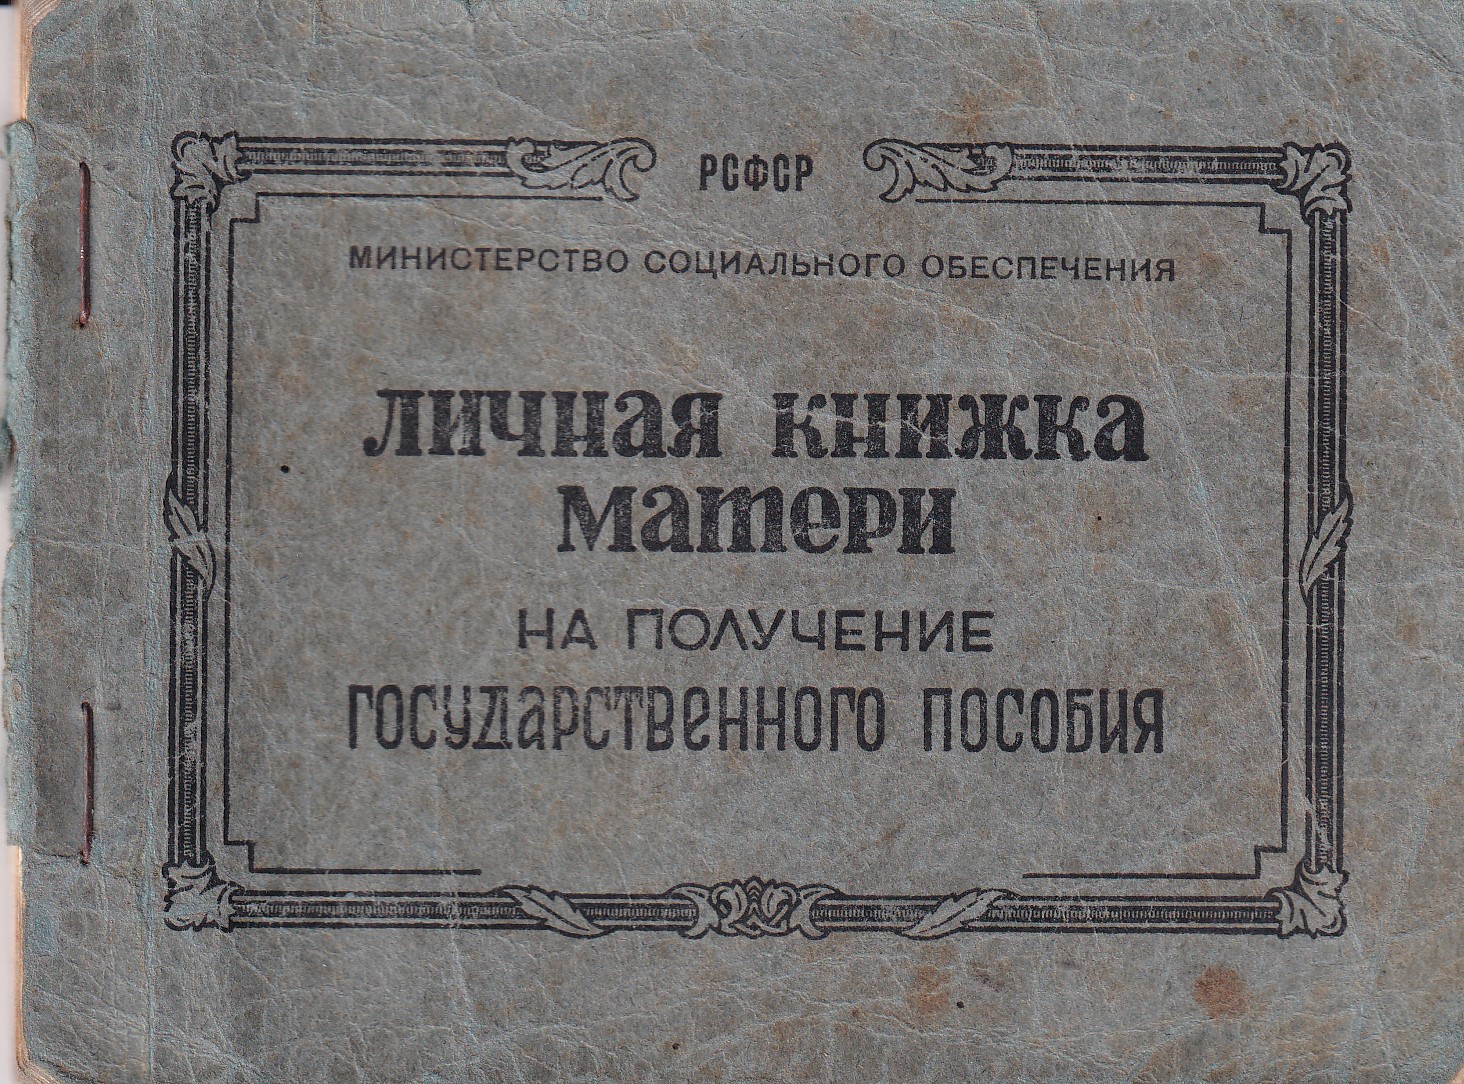 РСФСР
МИНИСТЕРСТВО СОЦИАЛЬНОГО ОБЕСПЕЧЕНИЯ
ЛИЧНАЯ КНИЖКА
МАТЕРИ
НА ПОЛУЧЕНИЕ
ГОСУДАРСТВЕННОГО ПОСОБИЯ